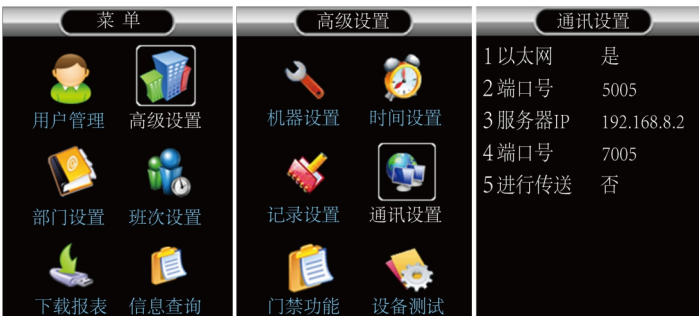 菜 单
用户管理 高级设置
部门设置 班次设置
下载报表 信息查询
高级设置
机器设置 时间设置
记录设置 通讯设置
门禁功能 设备测试
通讯设置
1 以太网 是
2 端口号 5005
3 服务器IP 192.168.8.2
4 端口号 7005
5 进行传送 否